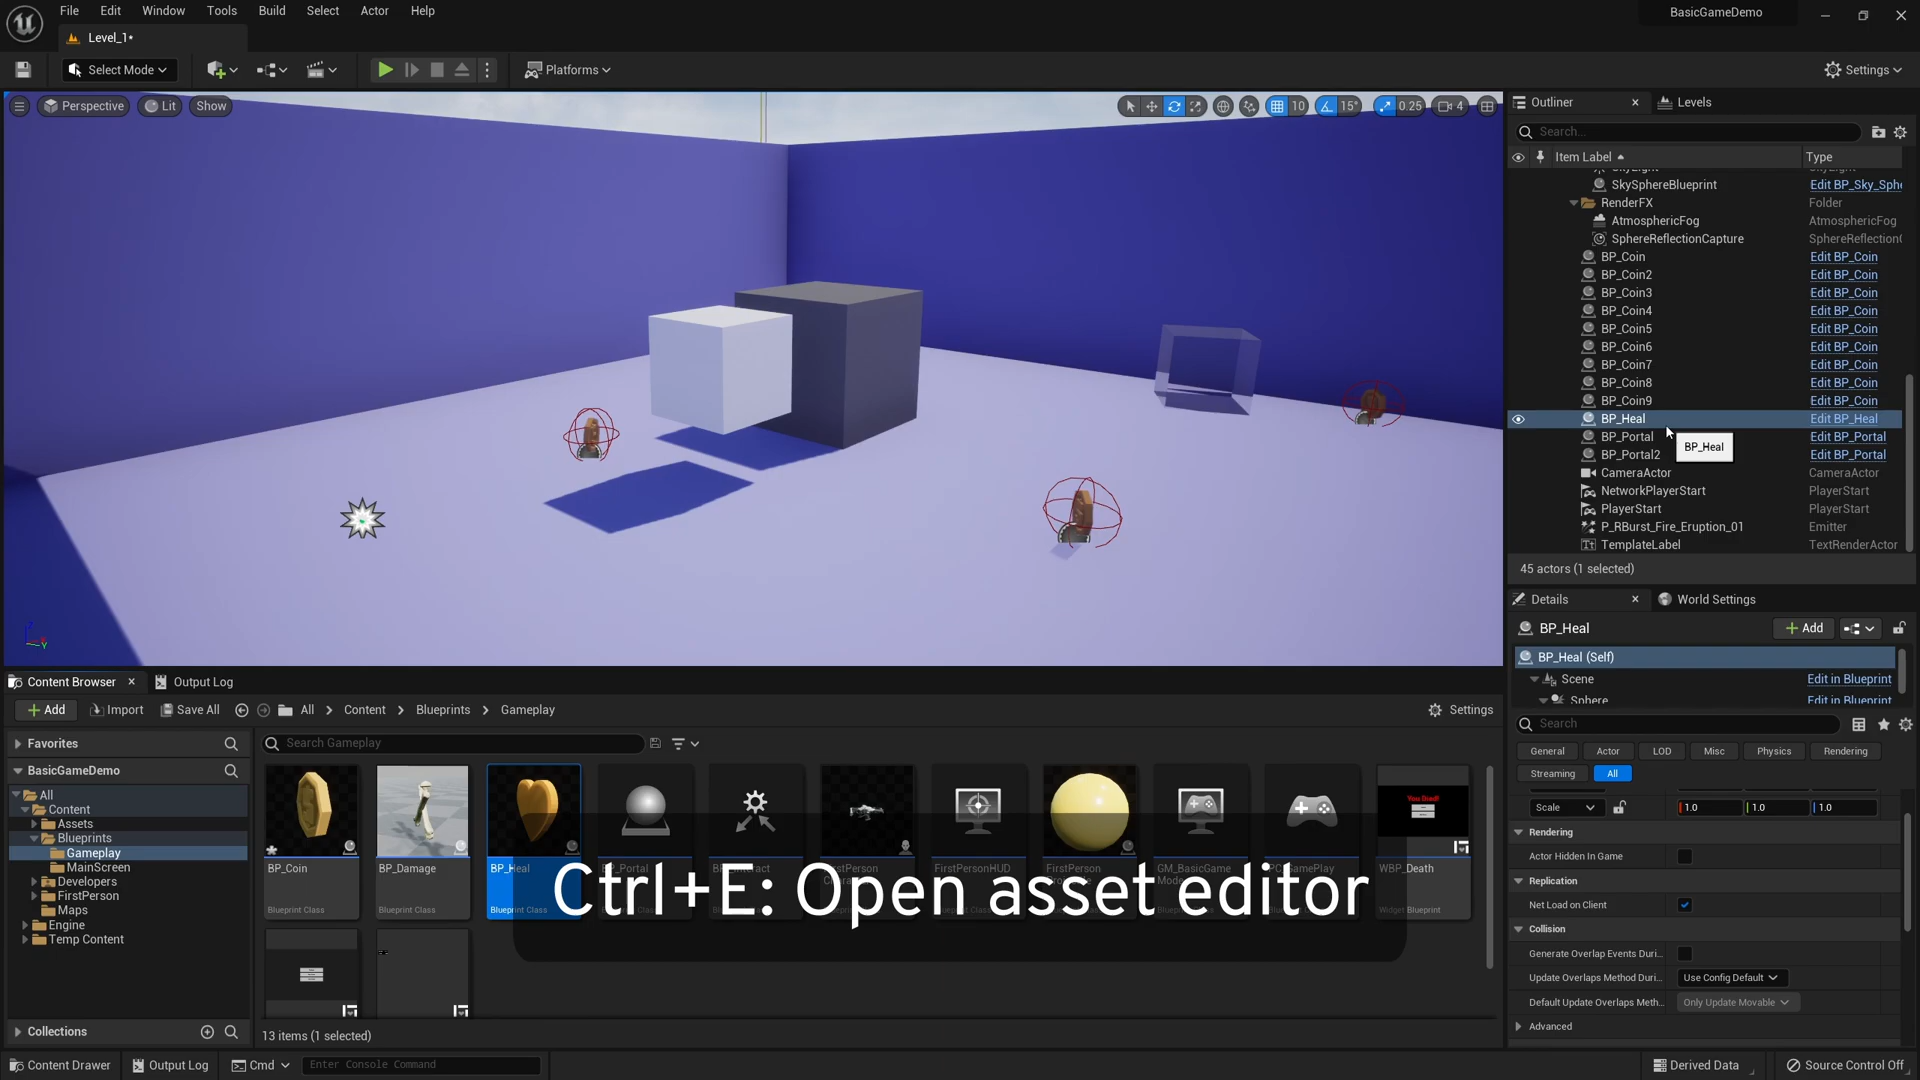 File Edit Window Tools Build Select Actor Help
BasicGameDemo
Level_1*
Select Mode
Platforms
Settings
Perspective Lit Show
10 15° 0.25 4
Outliner
Levels
Search...
Item Label Type
SkySphereBlueprint Edit BP_Sky_Sphe
RenderFX Folder
AtmosphericFog AtmosphericFog
SphereReflectionCapture SphereReflectionC
BP_Coin Edit BP_Coin
BP_Coin2 Edit BP_Coin
BP_Coin3 Edit BP_Coin
BP_Coin4 Edit BP_Coin
BP_Coin5 Edit BP_Coin
BP_Coin6 Edit BP_Coin
BP_Coin7 Edit BP_Coin
BP_Coin8 Edit BP_Coin
BP_Coin9 Edit BP_Coin
BP_Heal Edit BP_Heal
BP_Portal Edit BP_Portal
BP_Heal
BP_Portal2 Edit BP_Portal
CameraActor CameraActor
NetworkPlayerStart PlayerStart
PlayerStart PlayerStart
P_RBurst_Fire_Eruption_01 Emitter
TemplateLabel TextRenderActor
45 actors (1 selected)
Details
World Settings
BP_Heal
Add
BP_Heal (Self)
Scene Edit in Blueprint
Sphere Edit in Blueprint
Search
General Actor LOD Misc Physics Rendering
Streaming All
Scale 1.0 1.0 1.0
Rendering
Actor Hidden In Game
Replication
Net Load on Client
Collision
Generate Overlap Events Duri...
Update Overlaps Method Duri... Use Config Default
Default Update Overlaps Meth... Only Update Movable
Advanced
Content Browser
Output Log
Add Import Save All All Content Blueprints Gameplay
Settings
Favorites
BasicGameDemo
All
Content
Assets
Blueprints
Gameplay
MainScreen
Developers
FirstPerson
Maps
Engine
Temp Content
Collections
Search Gameplay
You Died!
BP_Coin
Blueprint Class
BP_Damage
Blueprint Class
BP_Heal
Blueprint Class
WBP_Death
Widget Blueprint
Ctrl+E: Open asset editor
13 items (1 selected)
Content Drawer Output Log Cmd Enter Console Command
Derived Data Source Control Off